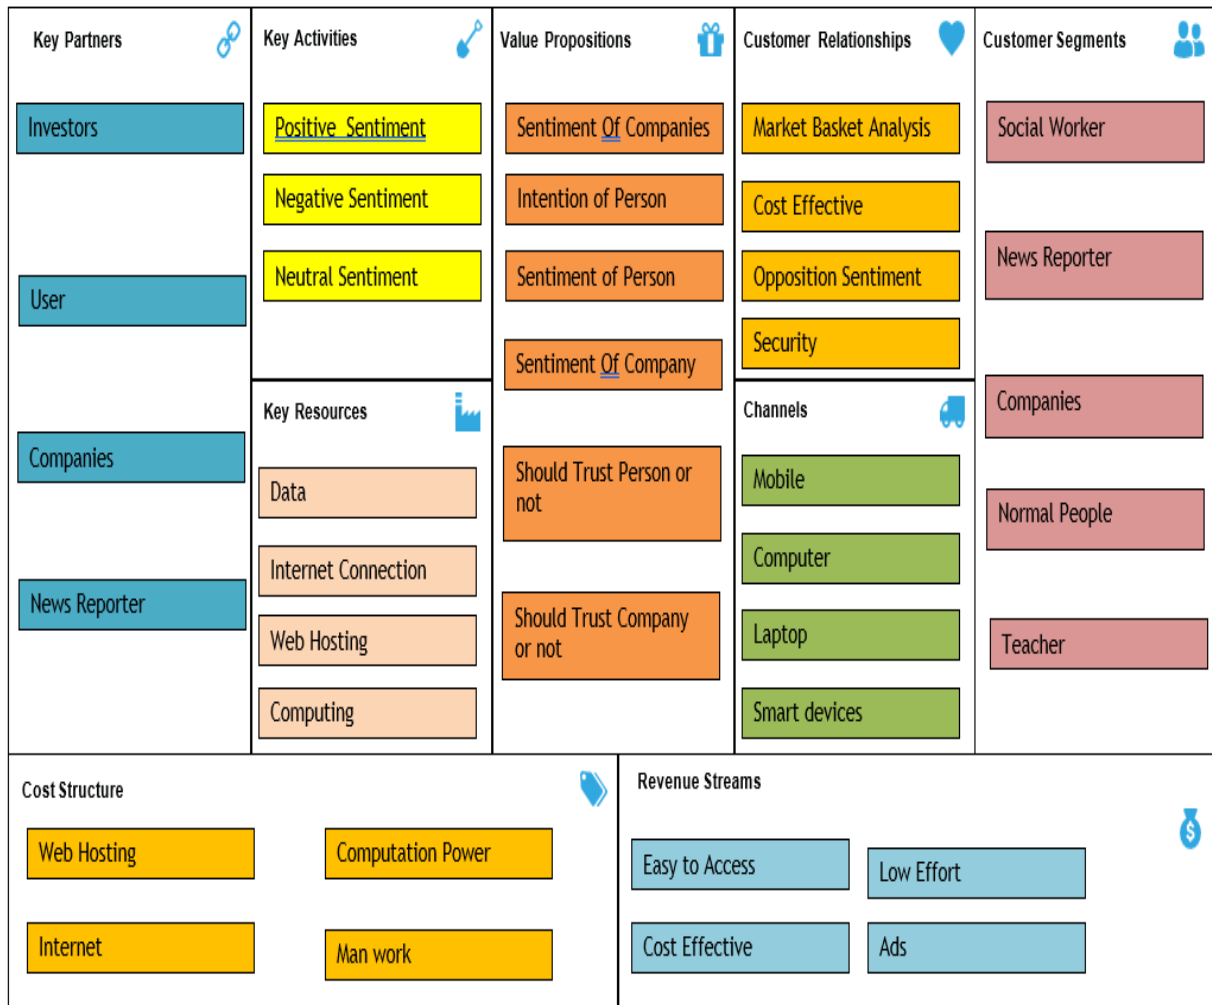 Key Partners
Investors
User
Companies
News Reporter
Key Activities
Positive Sentiment
Negative Sentiment
Neutral Sentiment
Key Resources
Data
Internet Connection
Web Hosting
Computing
Value Propositions
Sentiment Of Companies
Intention of Person
Sentiment of Person
Sentiment Of Company
Should Trust Person or
not
Should Trust Company
or not
Customer Relationships
Market Basket Analysis
Cost Effective
Opposition Sentiment
Security
Channels
Mobile
Computer
Laptop
Smart devices
Customer Segments
Social Worker
News Reporter
Companies
Normal People
Teacher
Cost Structure
Web Hosting
Computation Power
Internet
Man work
Revenue Streams
$
Easy to Access
Low Effort
Cost Effective
Ads